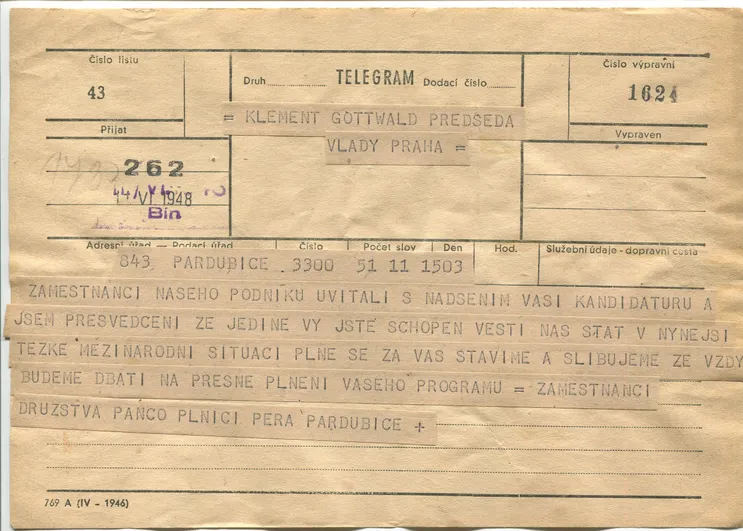 Číslo listu
43
Přijat
Druh TELEGRAM Dodací číslo
= KLEMENT GOTTWALD PREDSEDA
VLADY PRAHA =
Číslo výpravní
1624
Vypraven
262
VI 1948
Bín
Adresní úřad — Podací úřad Číslo Počet slov Den Hod. Služební údaje - dopravní cesta
843 PARDUBICE 3300 51 11 1503
ZAMESTNANCI NASEHO PODNIKU UVITALI S NADSENIM VASI KANDIDATURU A
JSEM PRESVEDCENI ZE JEDINE VY JSTE SCHOPEN VESTI NAS STAT V NYNEJSI
TEZKE MEZINARODNI SITUACI PLNE SE ZA VAS STAVIME A SLIBUJEME ZE VZDY
BUDEME DBATI NA PRESNE PLNENI VASEHO PROGRAMU = ZAMESTNANCI
DRUZSTVA PANCO PLNICI PERA PARDUBICE +
769 A (IV - 1946)